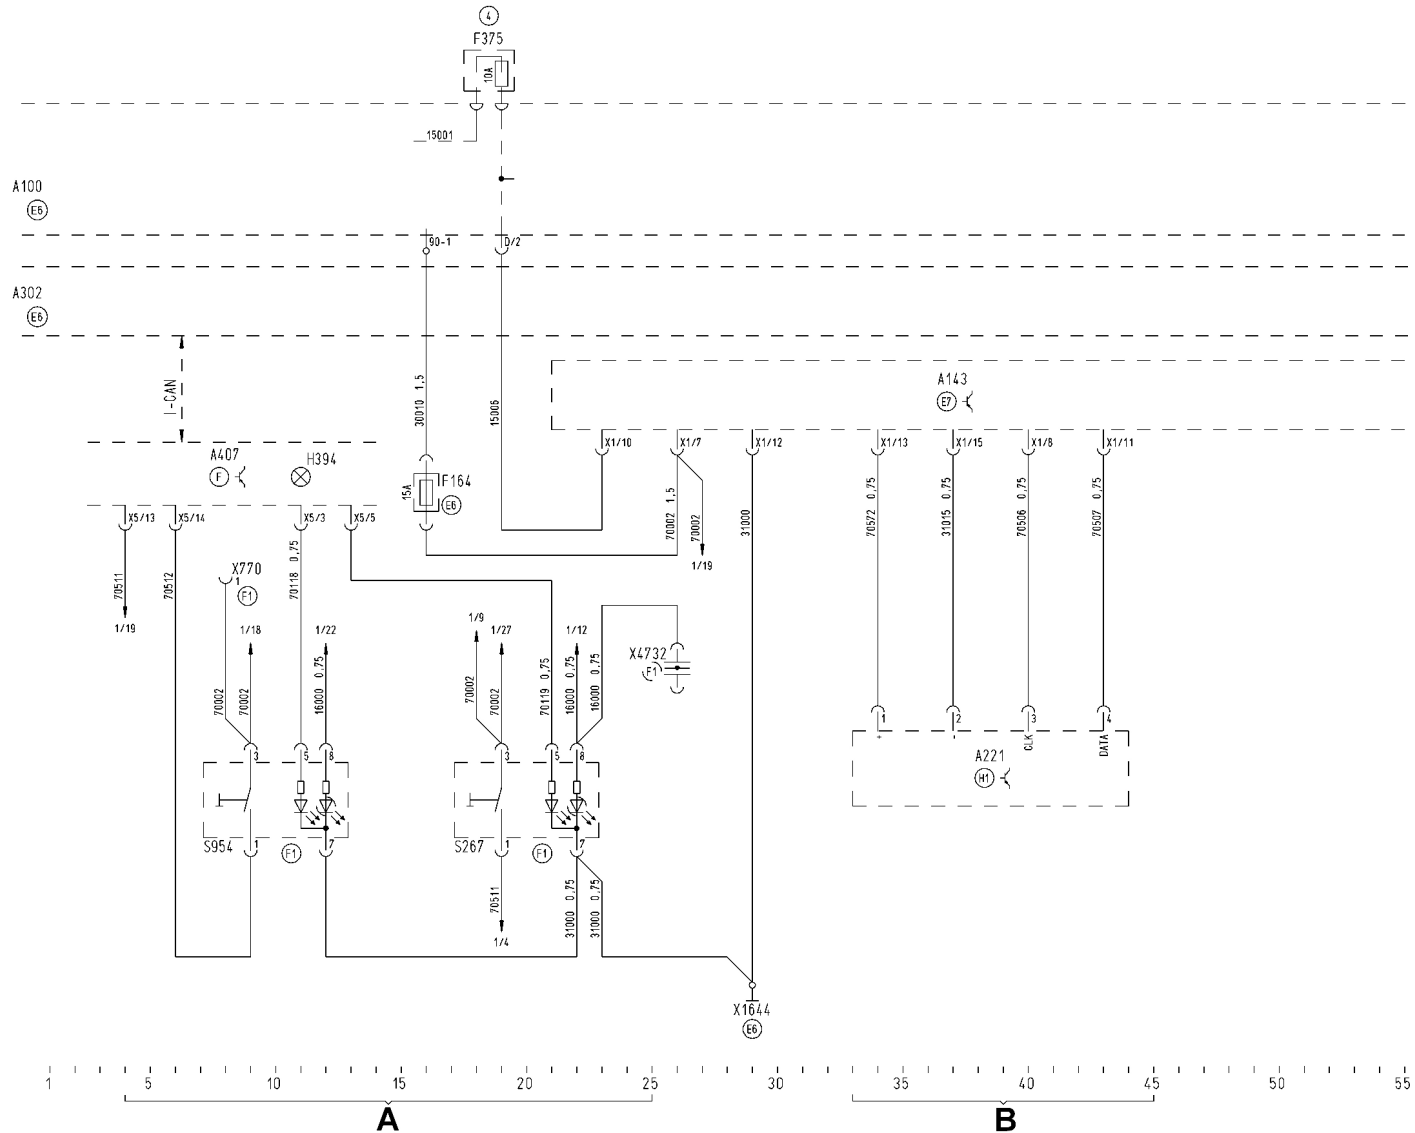 4
F375
10A
15001
A100
E6
90-1
D/2
A302
E6
I-CAN
30010 1,5
15006
A143
E7
X1/10
X1/7
X1/12
X1/13
X1/15
X1/8
X1/11
A407
F
H394
15A
F164
E6
X5/13
X5/14
X5/3
X5/5
70002 1,5
70002
31000
70572 0,75
31015 0,75
70506 0,75
70507 0,75
1/19
70511
70512
X770
1
F1
70118 0,75
1/19
1/18
1/22
1/9
1/27
1/12
X4732
F1
70002
70002
16000 0,75
70002
70002
70119 0,75
16000 0,75
16000 0,75
1
2
3
4
3
5
8
3
5
8
+
-
CLK
DATA
A221
H1
S954
1
F1
7
S267
1
F1
7
70511
31000 0,75
31000 0,75
1/4
X1644
E6
1 5 10 15 20 25 30 35 40 45 50 55
A
B